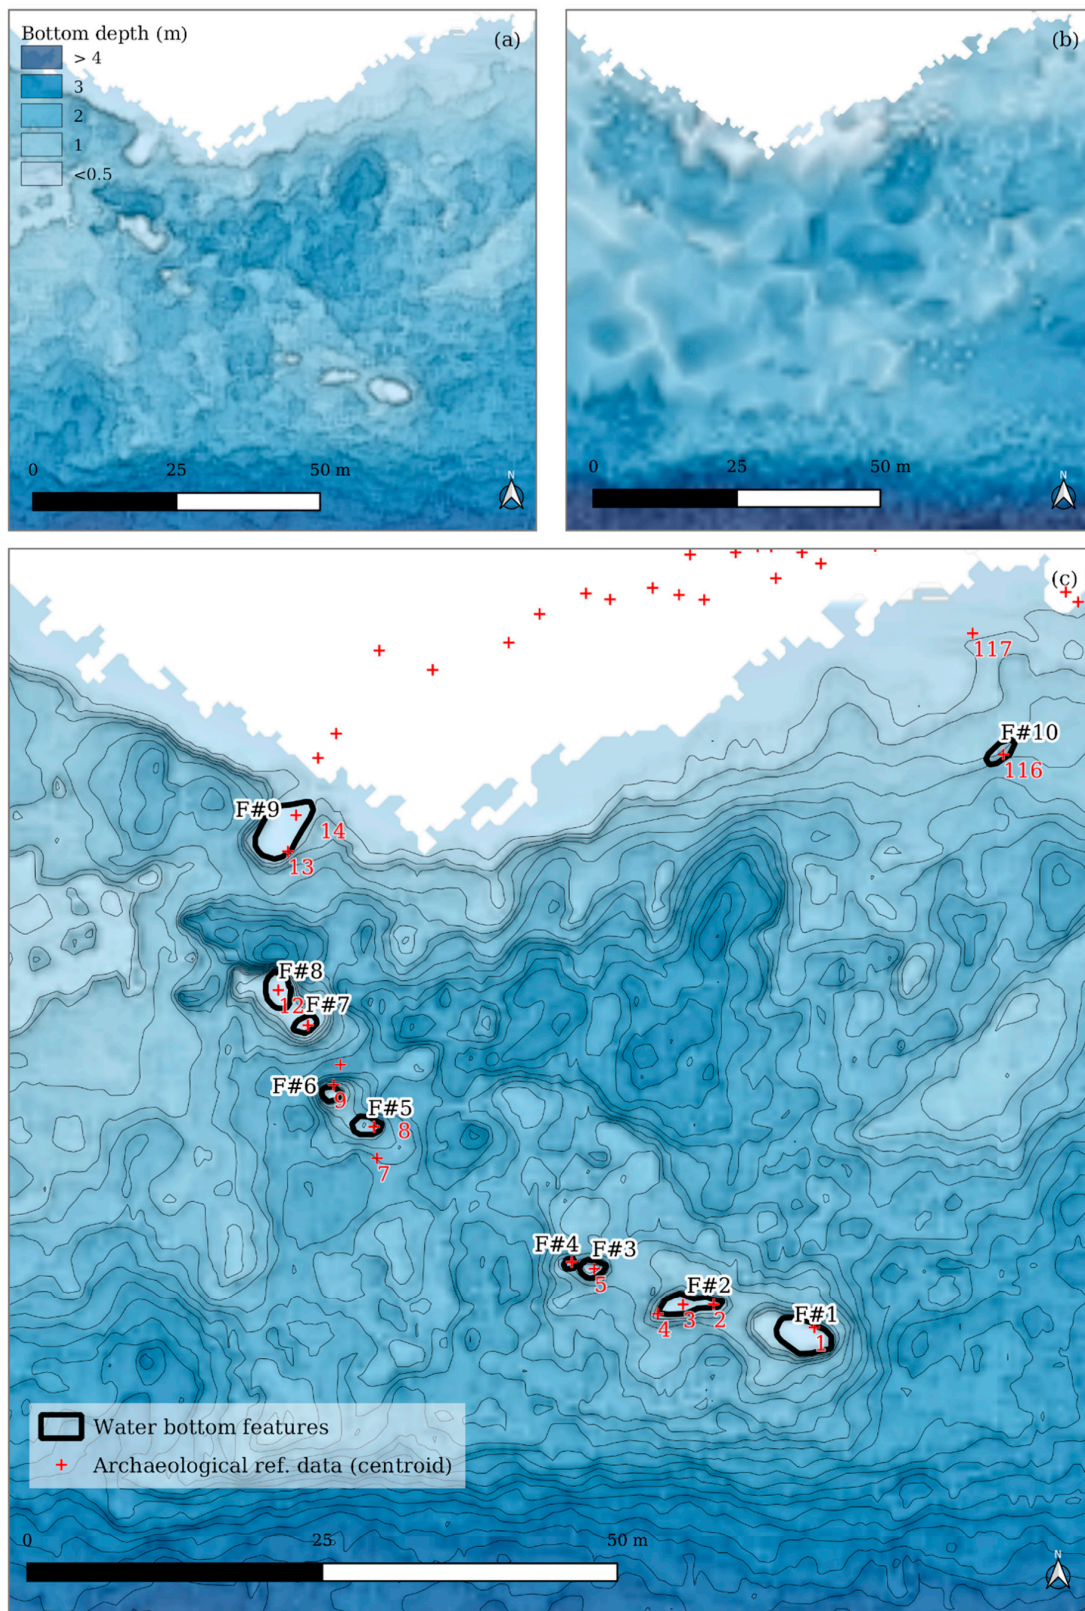 Bottom depth (m)
> 4
3
2
1
<0.5
(a)
0 25 50 m
N
(b)
0 25 50 m
N
(c)
117
F#10
116
F#9
14
13
F#8
12
F#7
F#6
9
F#5
8
7
F#4
F#3
5
F#2
4
3
2
F#1
1
Water bottom features
Archaeological ref. data (centroid)
0 25 50 m
N